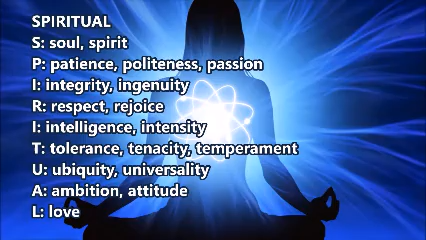 SPIRITUAL
S: soul, spirit
P: patience, politeness, passion
I: integrity, ingenuity
R: respect, rejoice
I: intelligence, intensity
T: tolerance, tenacity, temperament
U: ubiquity, universality
A: ambition, attitude
L: love